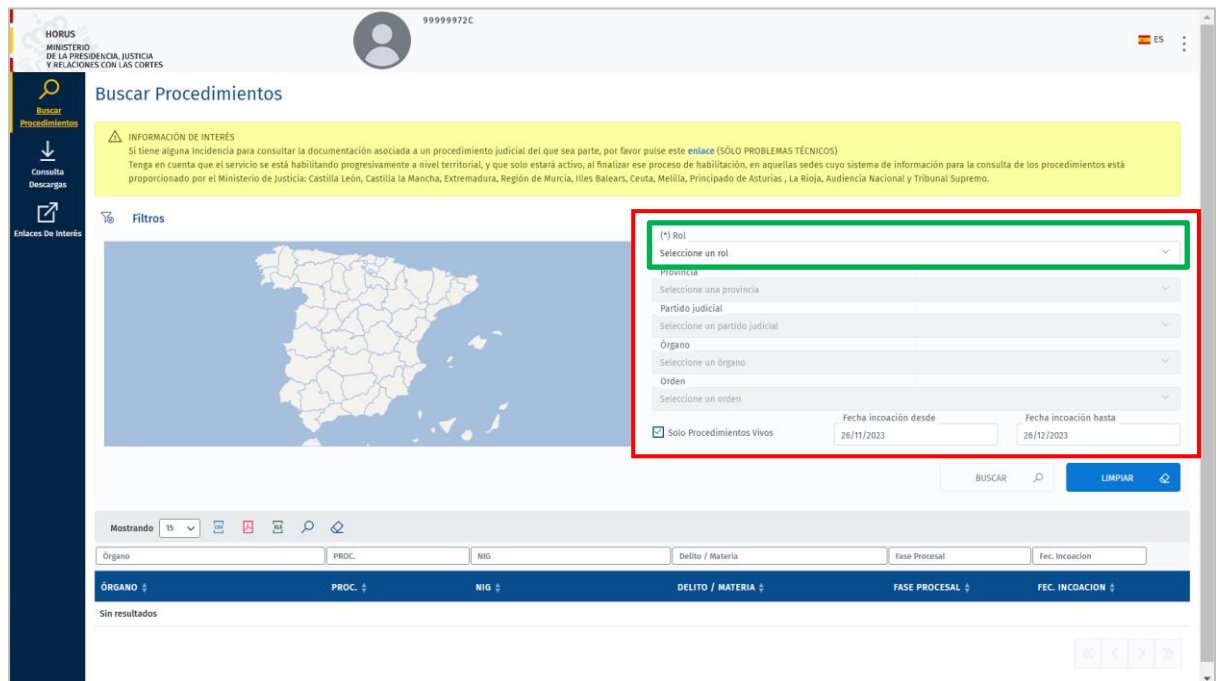 HORUS
MINISTERIO
DE LA PRESIDENCIA, JUSTICIA
Y RELACIONES CON LAS CORTES
99999972C
ES
Buscar
Procedimientos
Consulta
Descargas
Enlaces De Interés
Buscar Procedimientos
INFORMACIÓN DE INTERÉS
Si tiene alguna Incidencia para consultar la documentación asociada a un procedimiento judicial del que sea parte, por favor pulse este enlace (SÓLO PROBLEMAS TÉCNICOS)
Tenga en cuenta que el servicio se está habilitando progresivamente a nivel territorial, y que solo estará activo, al finalizar ese proceso de habilitación, en aquellas sedes cuyo sistema de información para la consulta de los procedimientos está
proporcionado por el Ministerio de Justicia: Castilla León, Castilla la Mancha, Extremadura, Región de Murcia, Illes Balears, Ceuta, Melilla, Principado de Asturias , La Rioja, Audiencia Nacional y Tribunal Supremo.
Filtros
(*) Rol
Seleccione un rol
Provincia
Seleccione una provincia
Partido judicial
Seleccione un partido judicial
Órgano
Seleccione un órgano
Orden
Seleccione un orden
Solo Procedimientos Vivos
Fecha incoación desde
26/11/2023
Fecha incoación hasta
26/12/2023
BUSCAR
LIMPIAR
Mostrando 15
Órgano PROC. NIG Delito / Materia Fase Procesal Fec. Incoacion
ÓRGANO PROC. NIG DELITO / MATERIA FASE PROCESAL FEC. INCOACION
Sin resultados